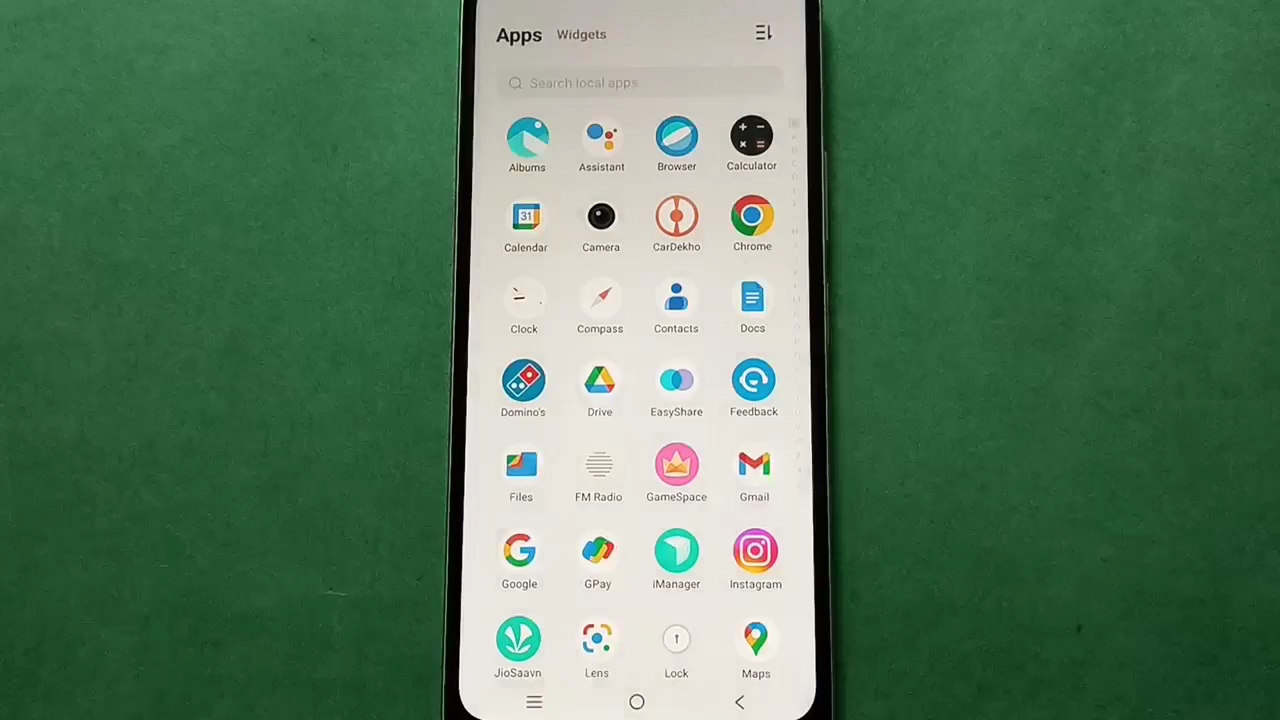 Apps Widgets
Search local apps
Albums Assistant Browser Calculator
31
Calendar Camera CarDekho Chrome
Clock Compass Contacts Docs
Domino's Drive EasyShare Feedback
Files FM Radio GameSpace Gmail
Google GPay iManager Instagram
JioSaavn Lens Lock Maps